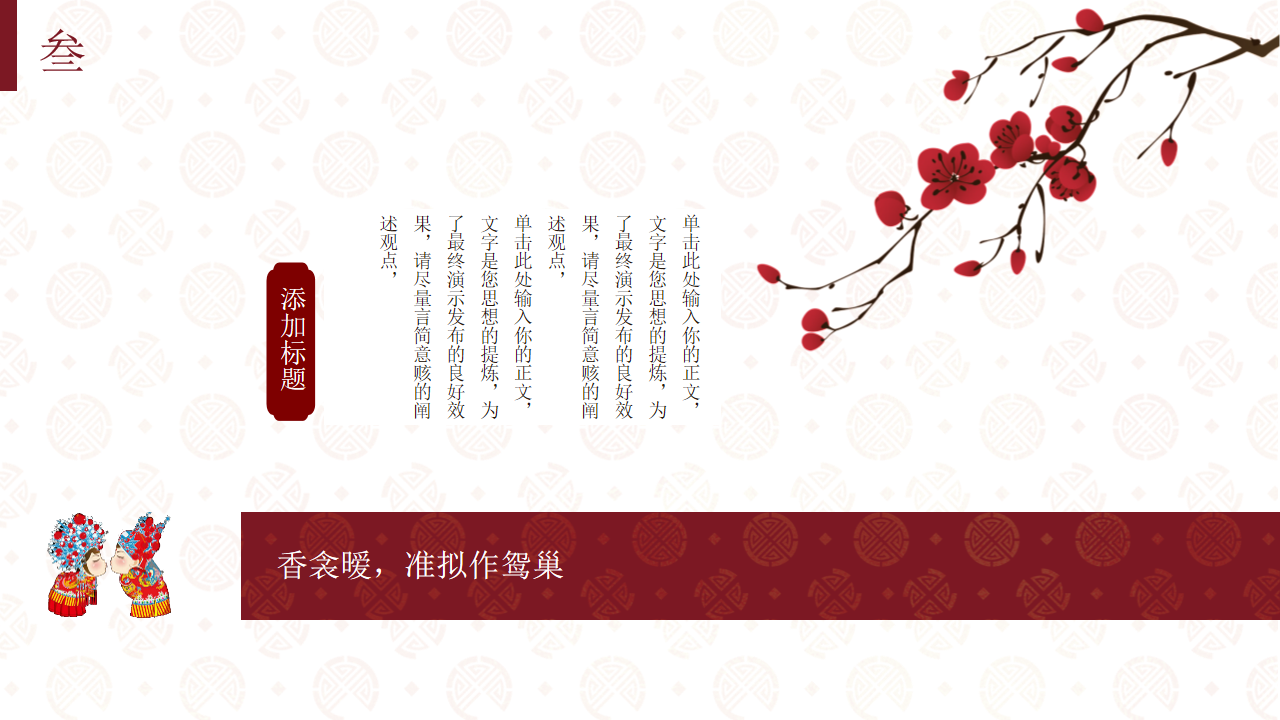 叁
单击此处输入你的正文，
文字是您思想的提炼，为
了最终演示发布的良好效
果，请尽量言简意赅的阐
述观点，
单击此处输入你的正文，
文字是您思想的提炼，为
了最终演示发布的良好效
果，请尽量言简意赅的阐
述观点，
添加标题
香衾暧，准拟作鸳巢